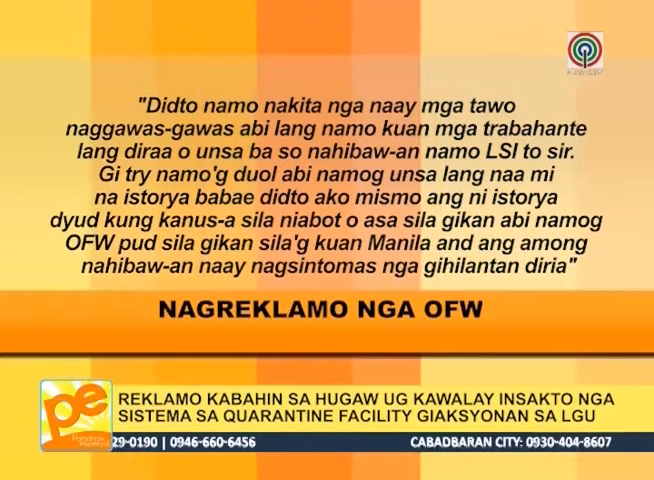 "Didto namo nakita nga naay mga tawo
naggawas-gawas abi lang namo kuan mga trabahante
lang diraa o unsa ba so nahibaw-an namo LSI to sir.
Gi try namo'g duol abi namog unsa lang naa mi
na istorya babae didto ako mismo ang ni istorya
dyud kung kanus-a sila niabot o asa sila gikan abi namog
OFW pud sila gikan sila'g kuan Manila and ang among
nahibaw-an naay nagsintomas nga gihilantan diria"
NAGREKLAMO NGA OFW
pe
REKLAMO KABAHIN SA HUGAW UG KAWALAY INSAKTO NGA
SISTEMA SA QUARANTINE FACILITY GIAKSYONAN SA LGU
29-0190 | 0946-660-6456
CABADBARAN CITY: 0930-404-8607